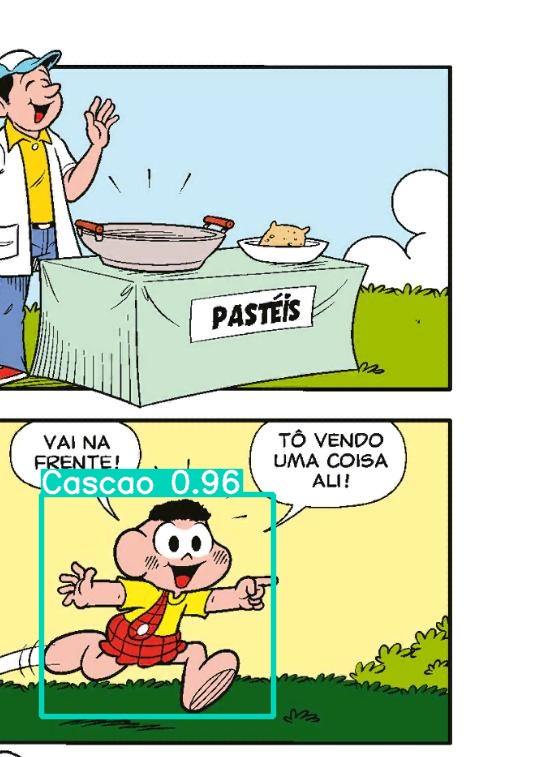 PASTÉIS
VAI NA
FRENTE!
TÔ VENDO
UMA COISA
ALI!
Cascao 0.96